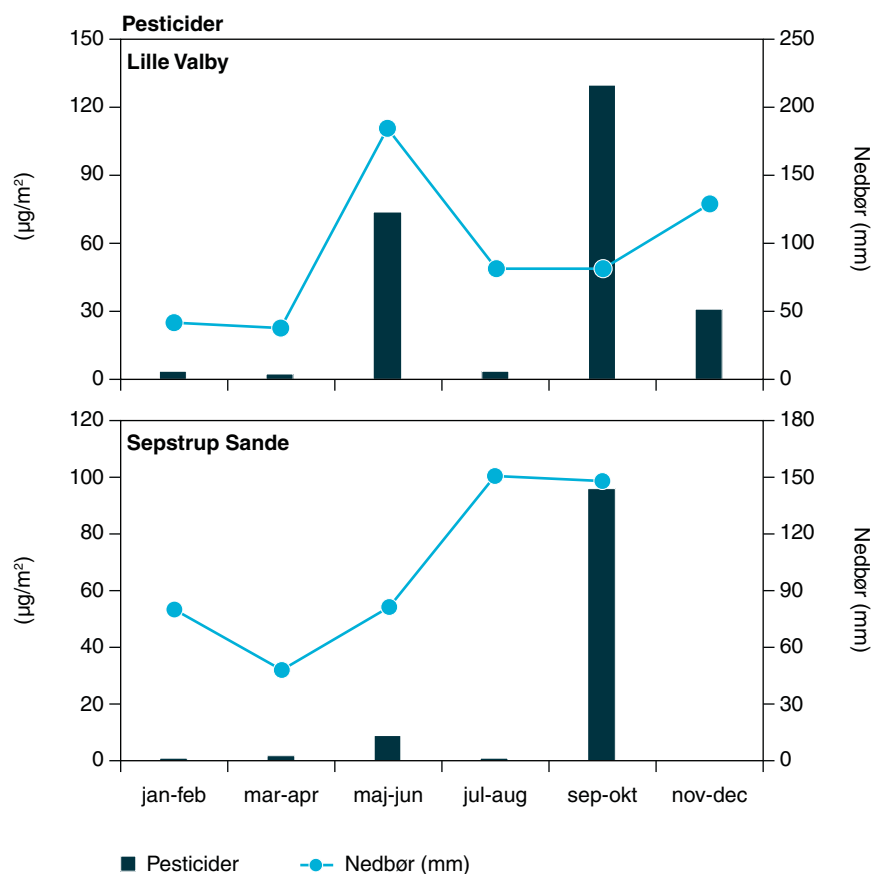 Pesticider
Lille Valby
150
120
90
60
30
0
(µg/m²)
250
200
150
100
50
0
Nedbør (mm)
Sepstrup Sande
120
100
80
60
40
20
0
(µg/m²)
180
150
120
90
60
30
0
Nedbør (mm)
jan-feb mar-apr maj-jun jul-aug sep-okt nov-dec
Pesticider Nedbør (mm)